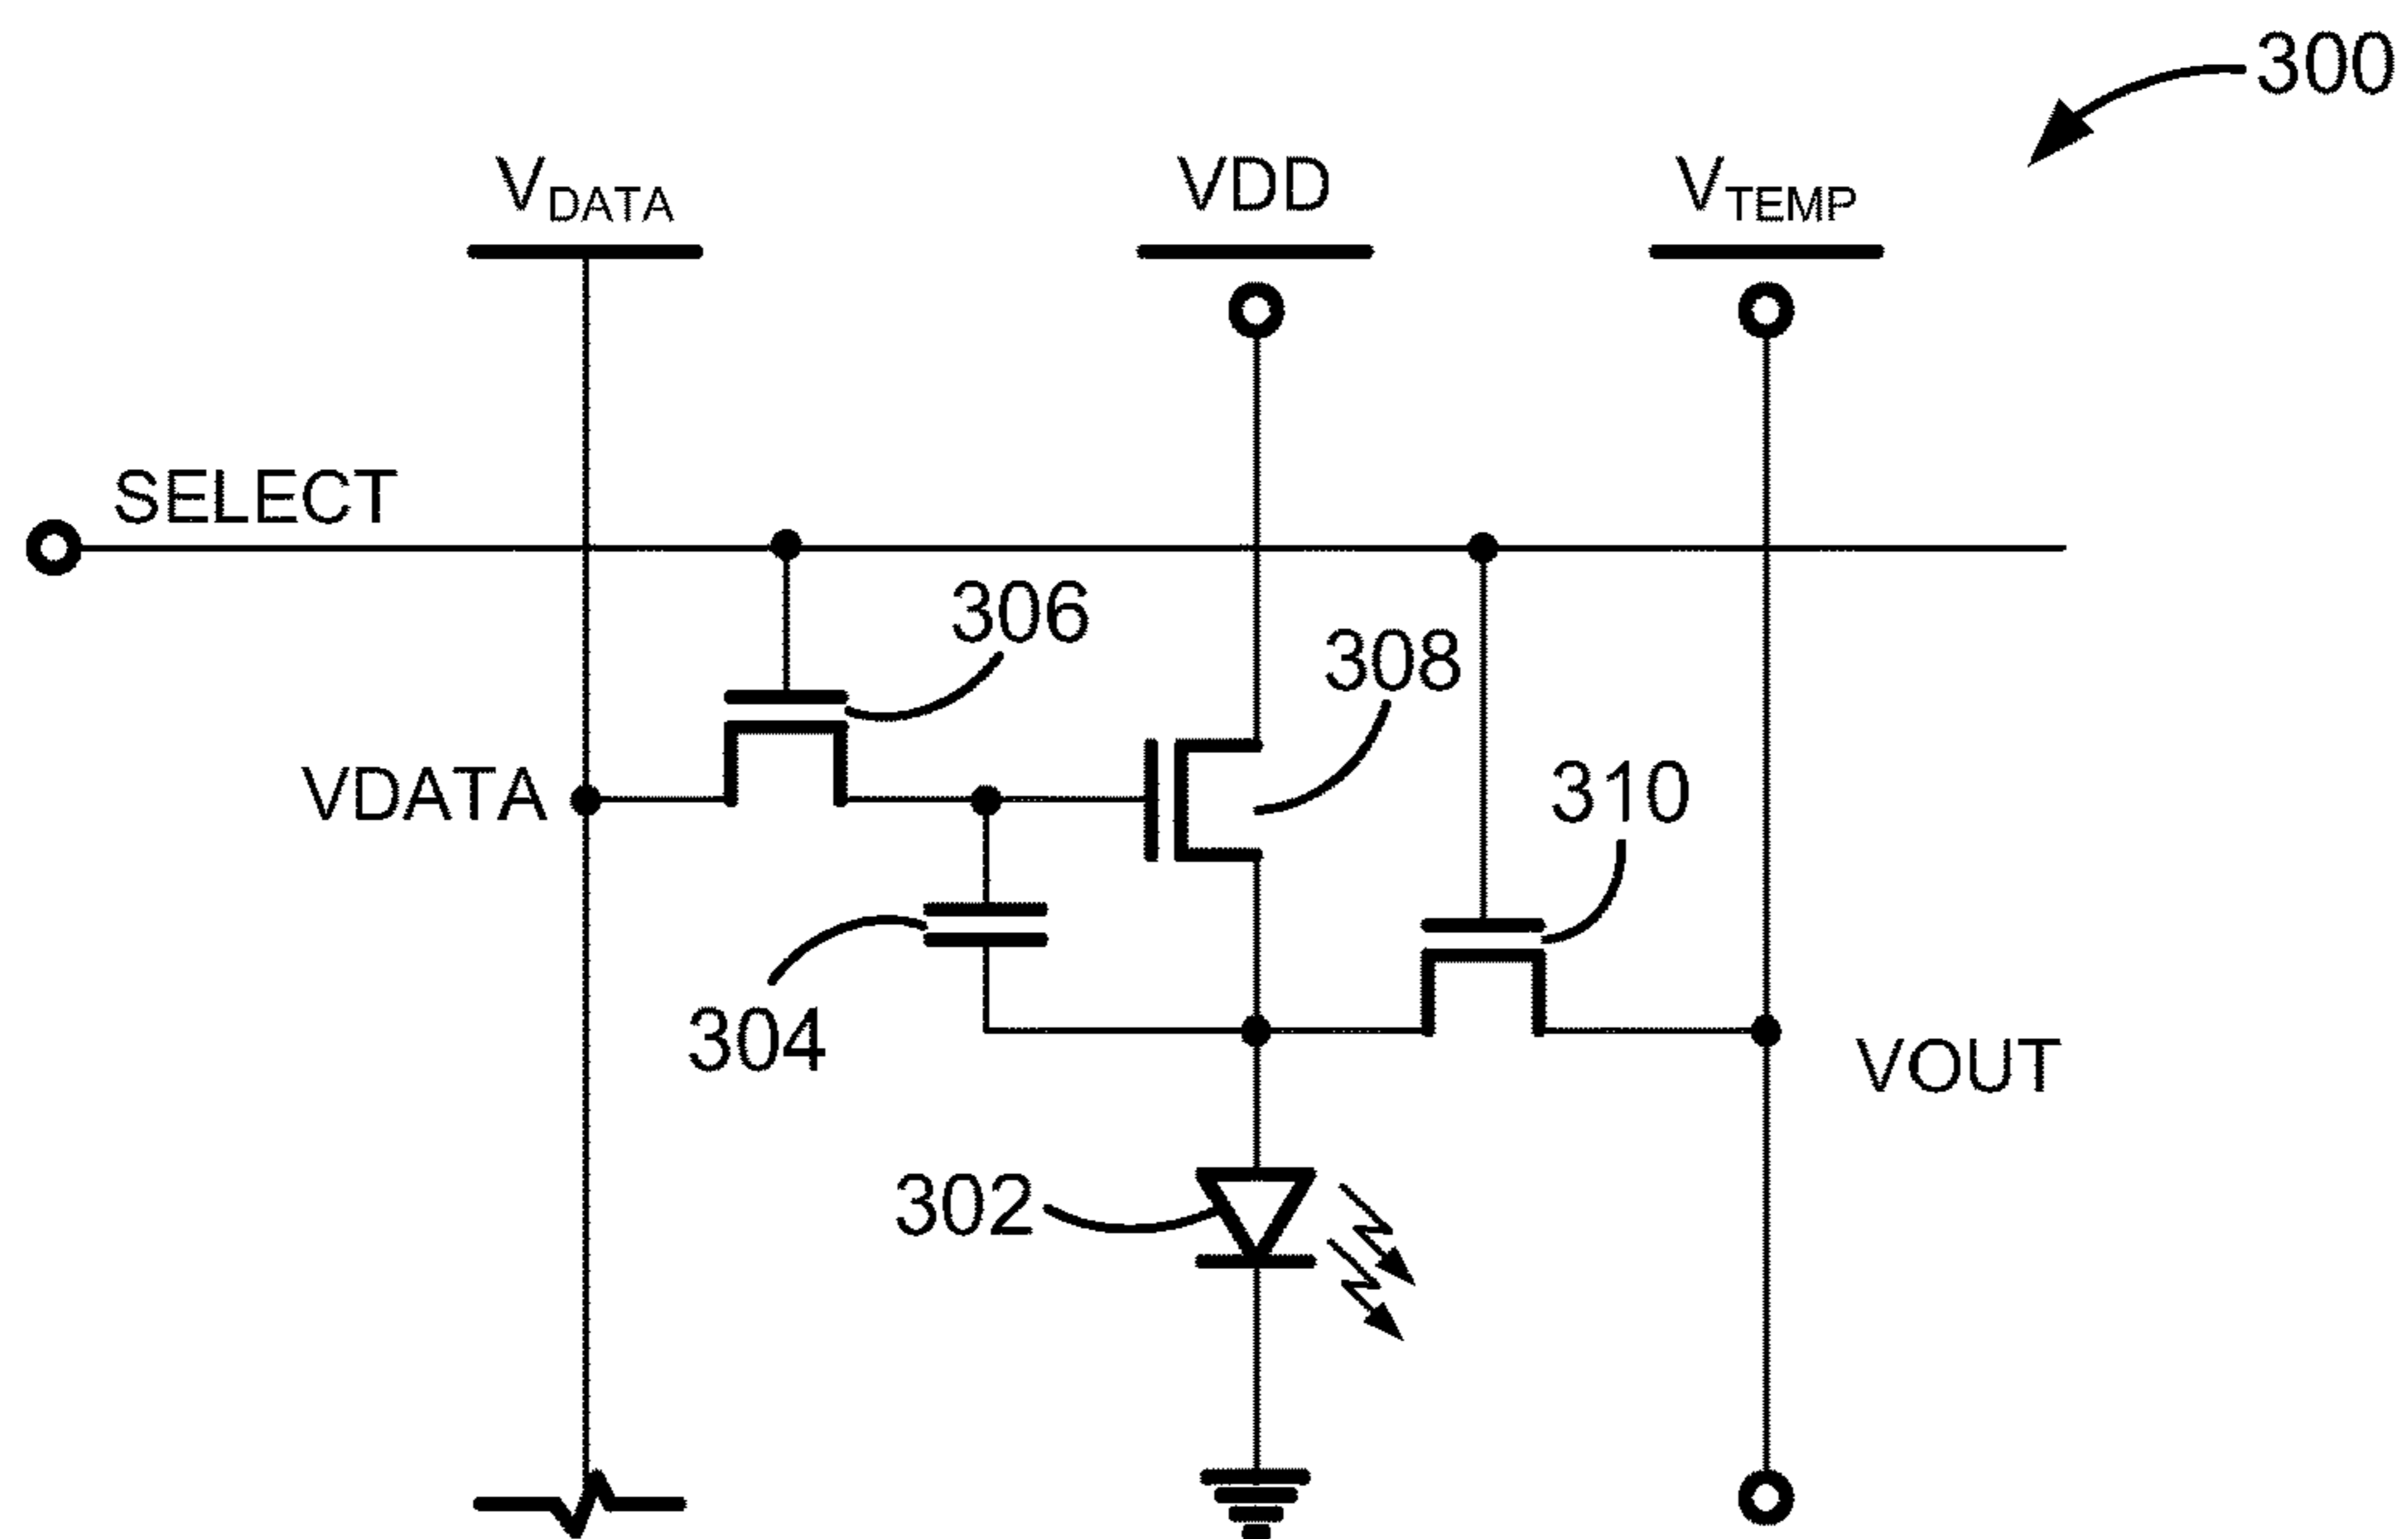 300
VDATA
VDD
VTEMP
SELECT
306
308
VDATA
310
304
VOUT
302